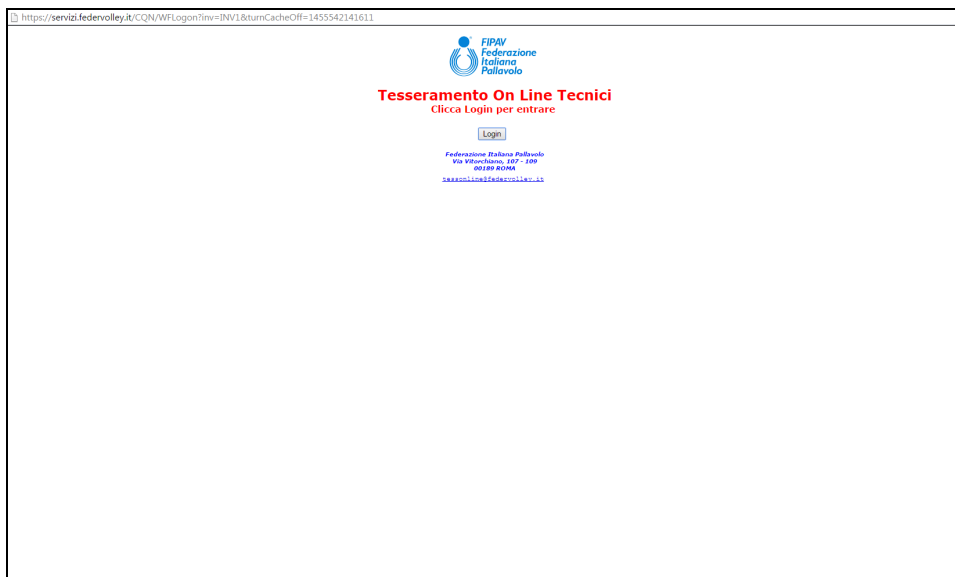 https://servizi.federvolley.it/CQN/WFLogon?inv=INV1&turnCacheOff=1455542141611
FIPAV
Federazione
Italiana
Pallavolo
Tesseramento On Line Tecnici
Clicca Login per entrare
Login
Federazione Italiana Pallavolo
Via Vitorchiano, 107 - 109
00189 ROMA
tessonline@federvolley.it